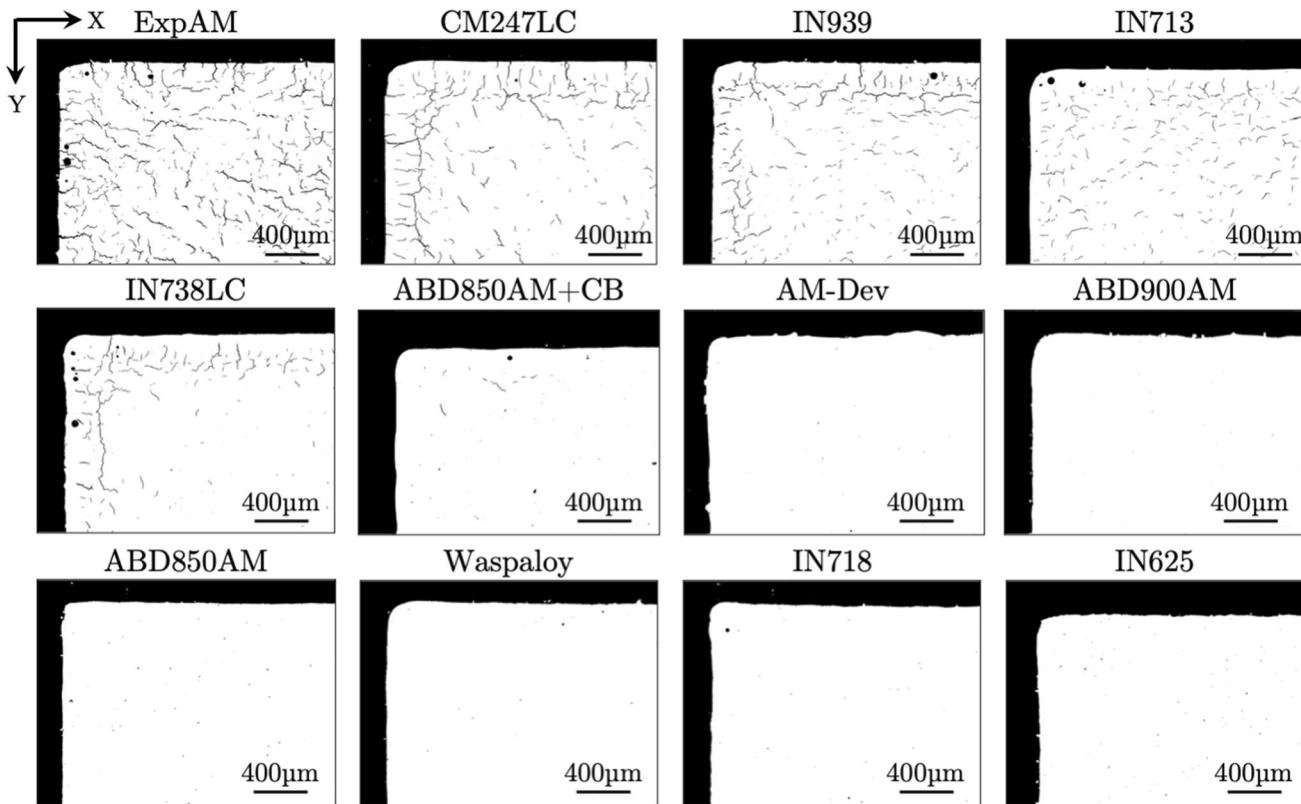 X
Y
ExpAM
CM247LC
IN939
IN713
400μm
400μm
400μm
400μm
IN738LC
ABD850AM+CB
AM-Dev
ABD900AM
400μm
400μm
400μm
400μm
ABD850AM
Waspaloy
IN718
IN625
400μm
400μm
400μm
400μm